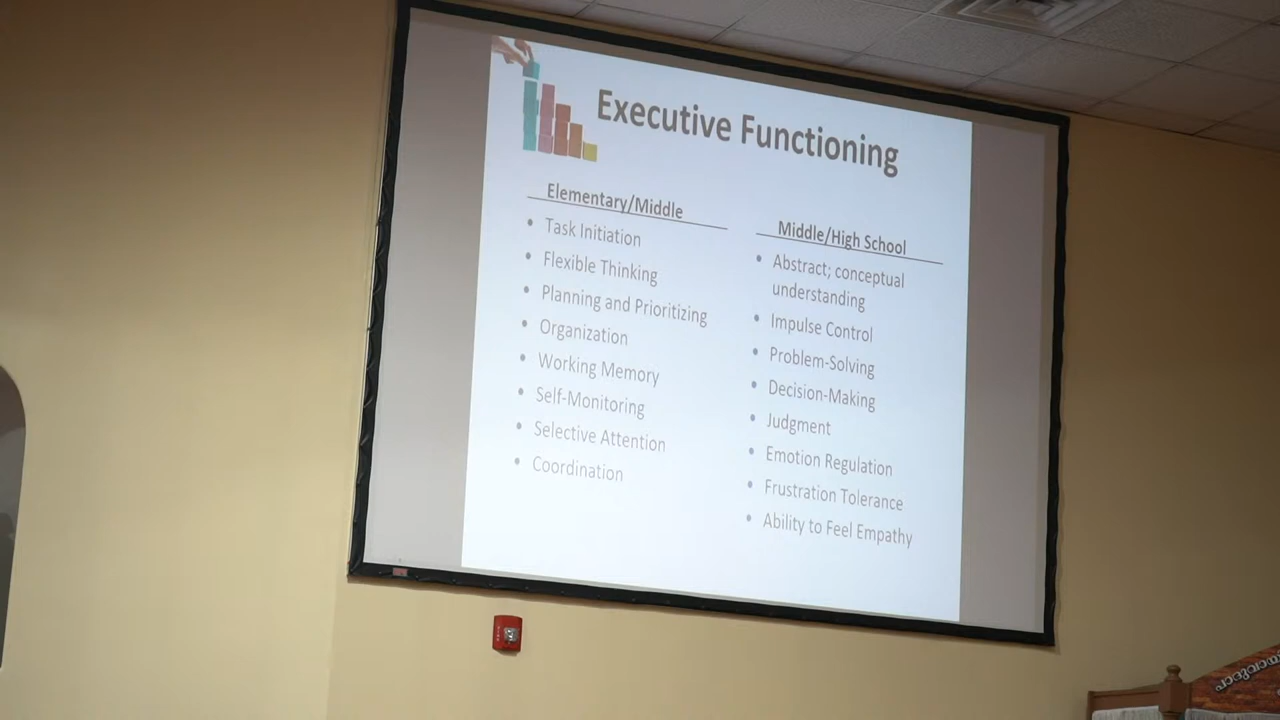 Executive Functioning
Elementary/Middle
• Task Initiation
• Flexible Thinking
• Planning and Prioritizing
• Organization
• Working Memory
• Self-Monitoring
• Selective Attention
• Coordination
Middle/High School
• Abstract; conceptual
understanding
• Impulse Control
• Problem-Solving
• Decision-Making
• Judgment
• Emotion Regulation
• Frustration Tolerance
• Ability to Feel Empathy